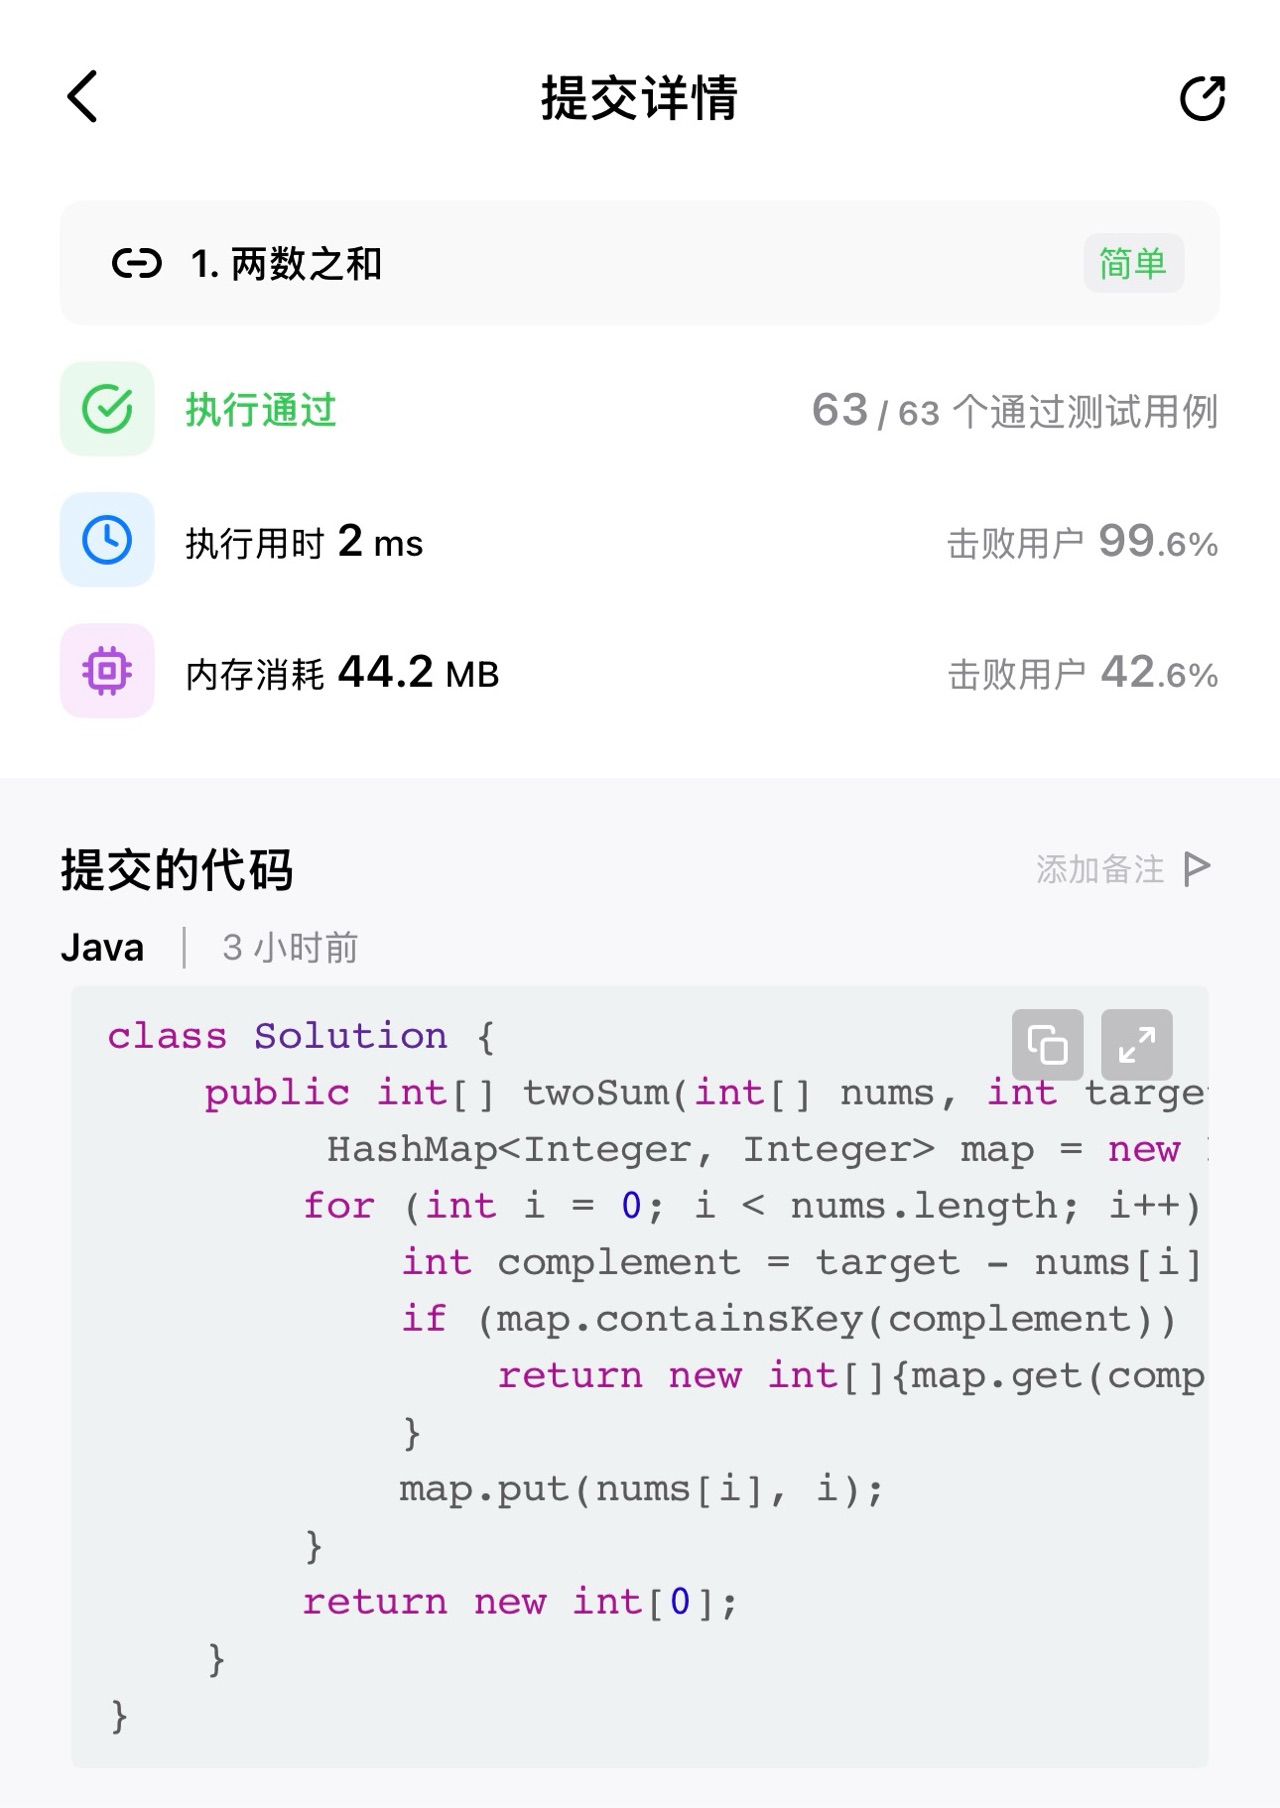 提交详情
1. 两数之和 简单
执行通过 63 / 63 个通过测试用例
执行用时 2 ms 击败用户 99.6%
内存消耗 44.2 MB 击败用户 42.6%
提交的代码 添加备注
Java 3 小时前
class Solution {
    public int[] twoSum(int[] nums, int targe
         HashMap<Integer, Integer> map = new
        for (int i = 0; i < nums.length; i++)
            int complement = target - nums[i]
            if (map.containsKey(complement))
                return new int[]{map.get(comp
            }
            map.put(nums[i], i);
        }
        return new int[0];
    }
}